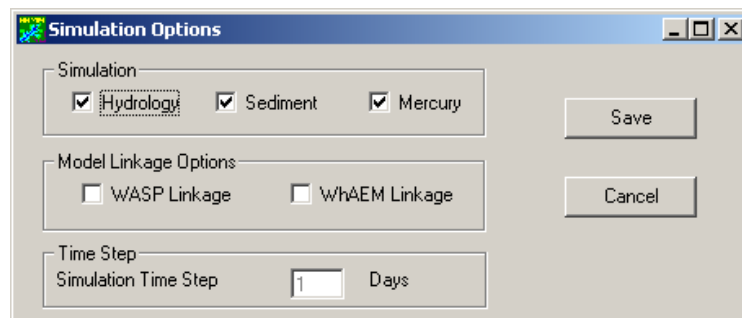 Simulation Options
Simulation
Hydrology Sediment Mercury
Save
Model Linkage Options
WASP Linkage WhAEM Linkage
Cancel
Time Step
Simulation Time Step 1 Days